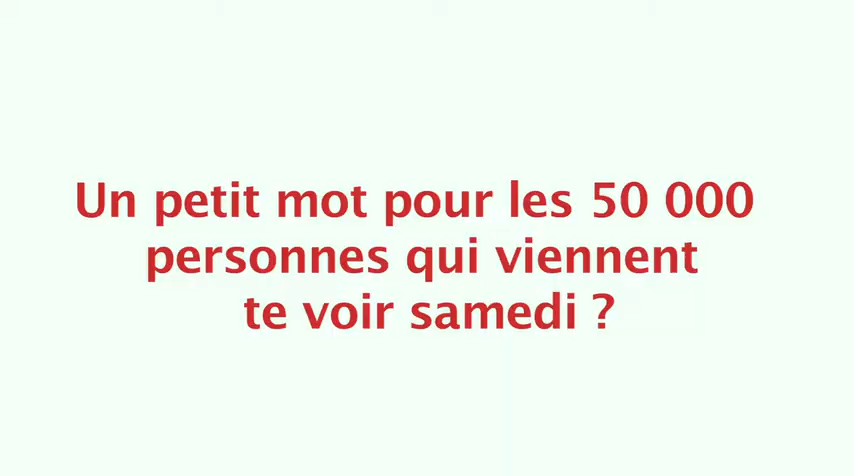 Un petit mot pour les 50 000
personnes qui viennent
te voir samedi ?